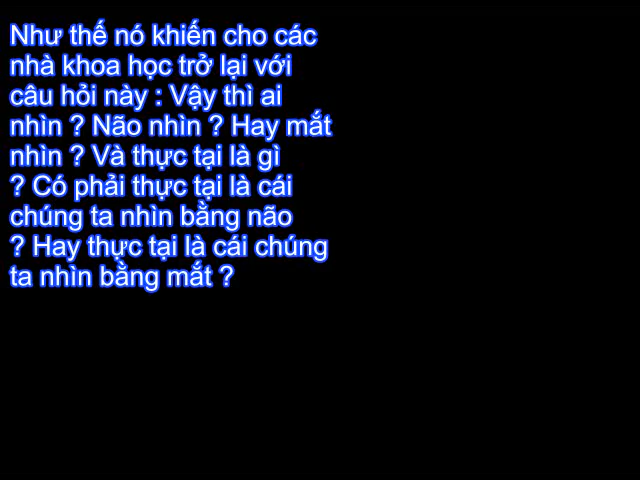 Như thế nó khiến cho các
nhà khoa học trở lại với
câu hỏi này : Vậy thì ai
nhìn ? Não nhìn ? Hay mắt
nhìn ? Và thực tại là gì
? Có phải thực tại là cái
chúng ta nhìn bằng não
? Hay thực tại là cái chúng
ta nhìn bằng mắt ?